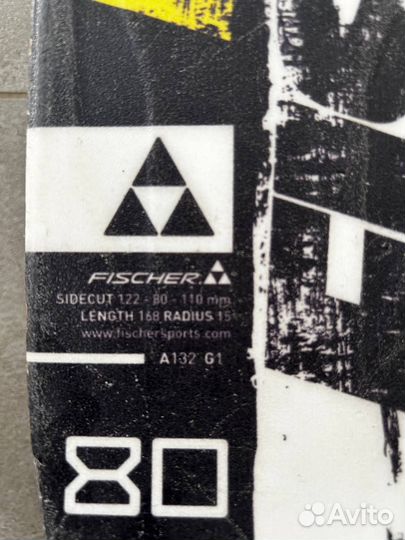 FISCHER
SIDECUT 122 - 80 - 110 mm
LENGTH 168 RADIUS 15
www.fischersports.com
A132 G1
80
Avito